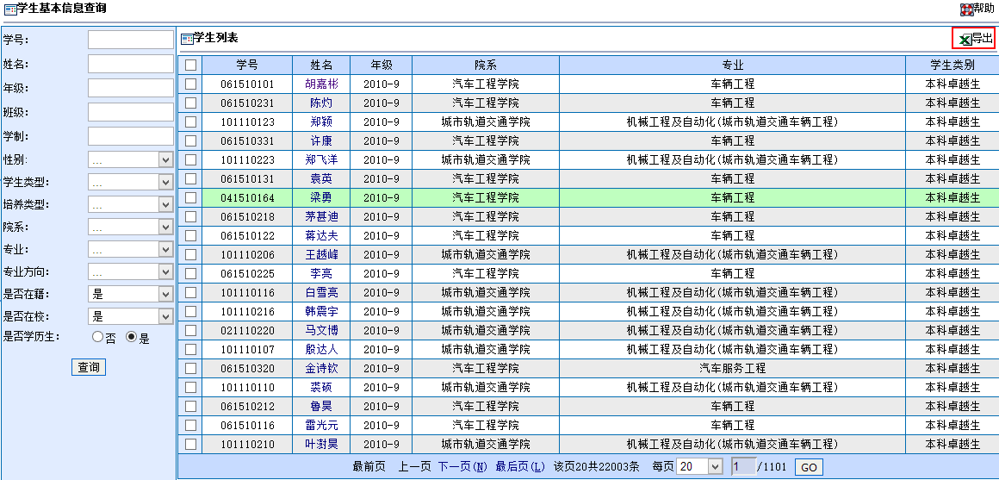 学生基本信息查询 帮助
学号:
姓名:
年级:
班级:
学制:
性别: ...
学生类型: ...
培养类型: ...
院系: ...
专业: ...
专业方向: ...
是否在籍: 是
是否在校: 是
是否学历生: 否 是
查询
学生列表 导出
学号 姓名 年级 院系 专业 学生类别
061510101 胡嘉彬 2010-9 汽车工程学院 车辆工程 本科卓越生
061510231 陈灼 2010-9 汽车工程学院 车辆工程 本科卓越生
101110123 郑颖 2010-9 城市轨道交通学院 机械工程及自动化(城市轨道交通车辆工程) 本科卓越生
061510331 许康 2010-9 汽车工程学院 车辆工程 本科卓越生
101110223 郑飞洋 2010-9 城市轨道交通学院 机械工程及自动化(城市轨道交通车辆工程) 本科卓越生
061510131 袁英 2010-9 汽车工程学院 车辆工程 本科卓越生
041510164 梁勇 2010-9 汽车工程学院 车辆工程 本科卓越生
061510218 茅甚迪 2010-9 汽车工程学院 车辆工程 本科卓越生
061510122 蒋达夫 2010-9 汽车工程学院 车辆工程 本科卓越生
101110206 王越峰 2010-9 城市轨道交通学院 机械工程及自动化(城市轨道交通车辆工程) 本科卓越生
061510225 李亮 2010-9 汽车工程学院 车辆工程 本科卓越生
101110116 白雪亮 2010-9 城市轨道交通学院 机械工程及自动化(城市轨道交通车辆工程) 本科卓越生
101110216 韩震宇 2010-9 城市轨道交通学院 机械工程及自动化(城市轨道交通车辆工程) 本科卓越生
021110220 马文博 2010-9 城市轨道交通学院 机械工程及自动化(城市轨道交通车辆工程) 本科卓越生
101110107 殷达人 2010-9 城市轨道交通学院 机械工程及自动化(城市轨道交通车辆工程) 本科卓越生
061510320 金诗钦 2010-9 汽车工程学院 汽车服务工程 本科卓越生
101110110 裘硕 2010-9 城市轨道交通学院 机械工程及自动化(城市轨道交通车辆工程) 本科卓越生
061510212 鲁昊 2010-9 汽车工程学院 车辆工程 本科卓越生
061510116 雷光元 2010-9 汽车工程学院 车辆工程 本科卓越生
101110210 叶澍昊 2010-9 城市轨道交通学院 机械工程及自动化(城市轨道交通车辆工程) 本科卓越生
最前页 上一页 下一页(N) 最后页(L) 该页20共22003条 每页 20 1 /1101 GO